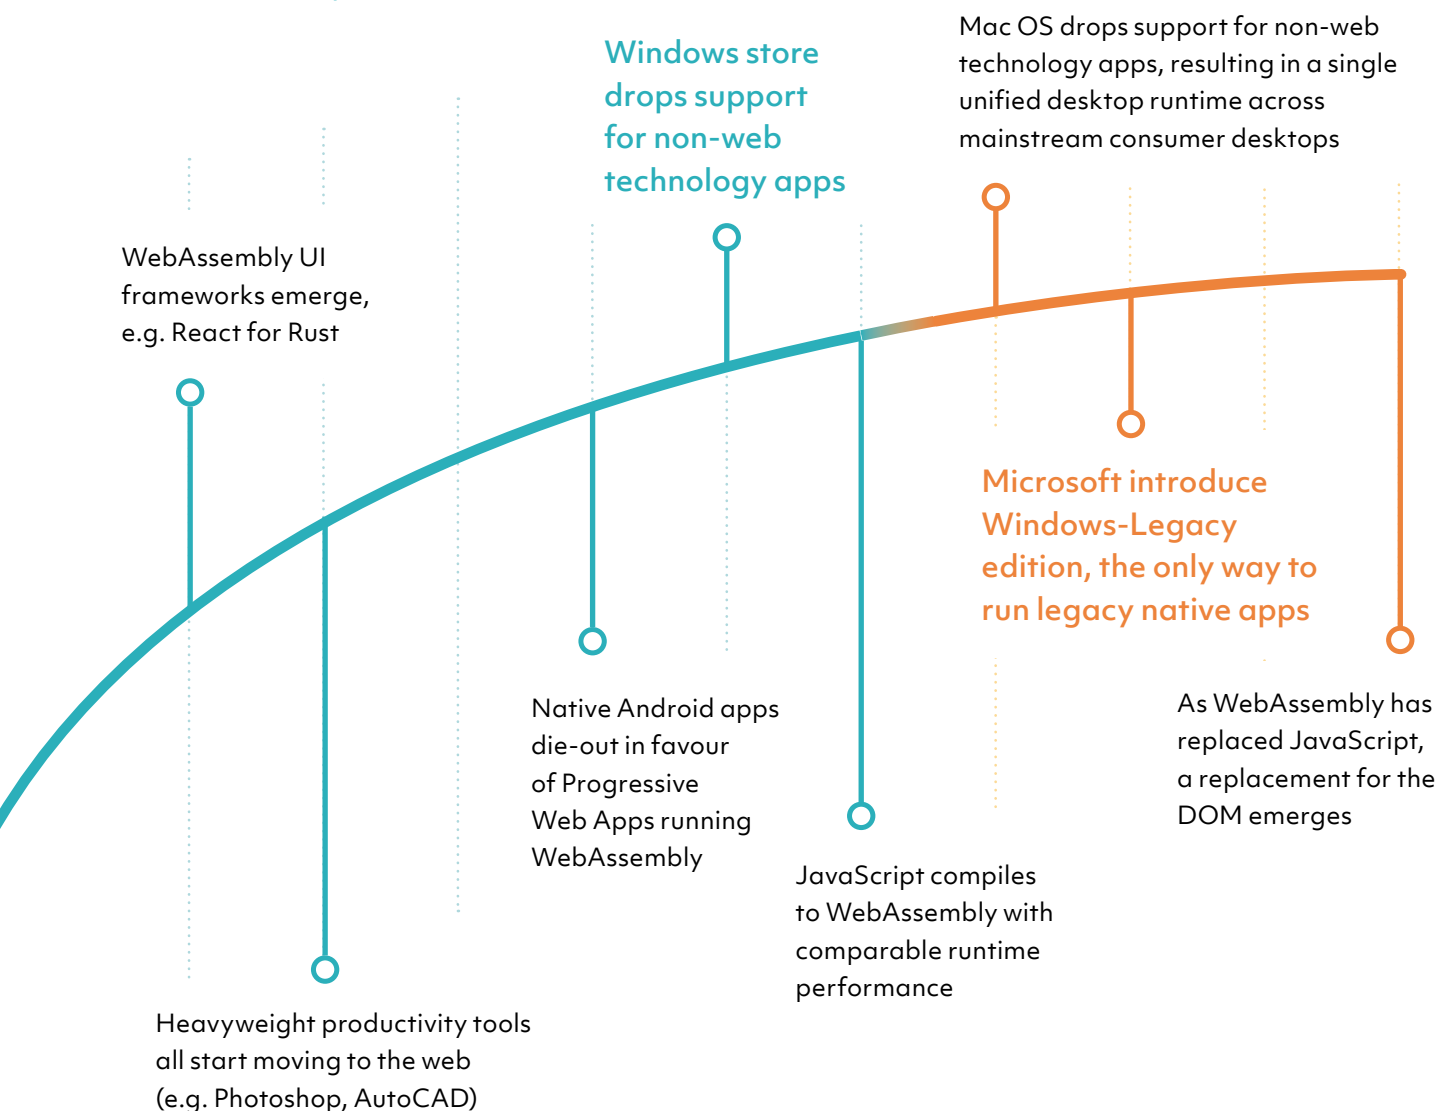 WebAssembly UI
frameworks emerge,
e.g. React for Rust
Heavyweight productivity tools
all start moving to the web
(e.g. Photoshop, AutoCAD)
Native Android apps
die-out in favour
of Progressive
Web Apps running
WebAssembly
Windows store
drops support
for non-web
technology apps
JavaScript compiles
to WebAssembly with
comparable runtime
performance
Mac OS drops support for non-web
technology apps, resulting in a single
unified desktop runtime across
mainstream consumer desktops
Microsoft introduce
Windows-Legacy
edition, the only way to
run legacy native apps
As WebAssembly has
replaced JavaScript,
a replacement for the
DOM emerges